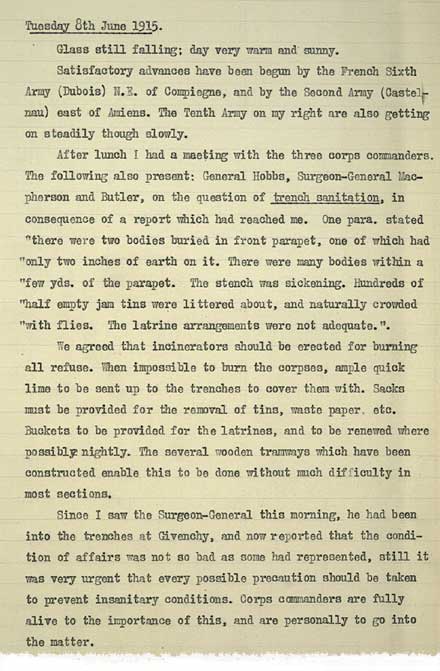 Tuesday 8th June 1915.
Glass still falling; day very warm and sunny.
Satisfactory advances have been begun by the French Sixth
Army (Dubois) N.E. of Compiegne, and by the Second Army (Castel-
nau) east of Amiens. The Tenth Army on my right are also getting
on steadily though slowly.
After lunch I had a meeting with the three corps commanders.
The following also present: General Hobbs, Surgeon-General Mac-
pherson and Butler, on the question of trench sanitation, in
consequence of a report which had reached me. One para. stated
"there were two bodies buried in front parapet, one of which had
"only two inches of earth on it. There were many bodies within a
"few yds. of the parapet. The stench was sickening. Hundreds of
"half empty jam tins were littered about, and naturally crowded
"with flies. The latrine arrangements were not adequate.".
We agreed that incinerators should be erected for burning
all refuse. When impossible to burn the corpses, ample quick
lime to be sent up to the trenches to cover them with. Sacks
must be provided for the removal of tins, waste paper, etc.
Buckets to be provided for the latrines, and to be renewed where
possibly nightly. The several wooden tramways which have been
constructed enable this to be done without much difficulty in
most sections.
Since I saw the Surgeon-General this morning, he had been
into the trenches at Givenchy, and now reported that the condi-
tion of affairs was not so bad as some had represented, still it
was very urgent that every possible precaution should be taken
to prevent insanitary conditions. Corps commanders are fully
alive to the importance of this, and are personally to go into
the matter.